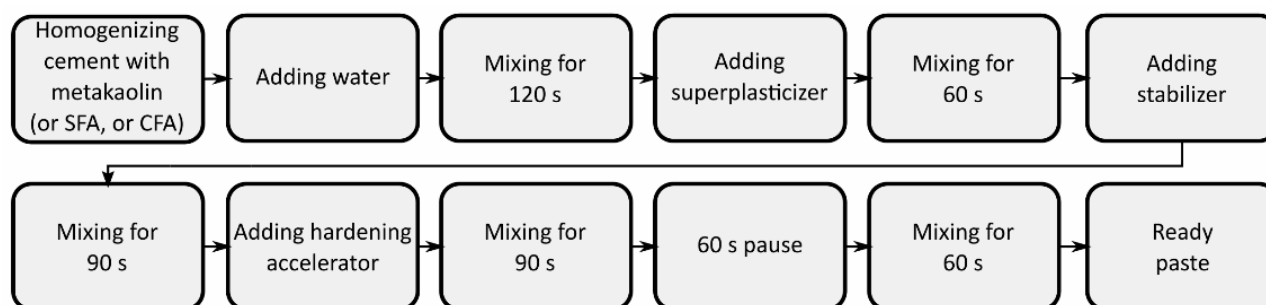 Homogenizing
cement with
metakaolin
(or SFA, or CFA)
Adding water
Mixing for
120 s
Adding
superplasticizer
Mixing for
60 s
Adding
stabilizer
Mixing for
90 s
Adding hardening
accelerator
Mixing for
90 s
60 s pause
Mixing for
60 s
Ready
paste